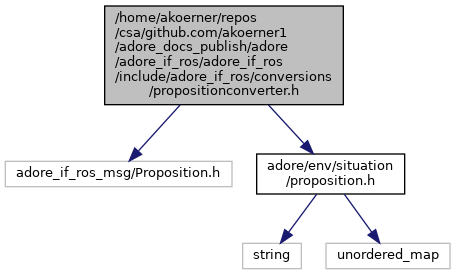 /home/akoerner/repos
/csa/github.com/akoerner1
/adore_docs_publish/adore
/adore_if_ros/adore_if_ros
/include/adore_if_ros/conversions
/propositionconverter.h
adore_if_ros_msg/Proposition.h
adore/env/situation
/proposition.h
string
unordered_map